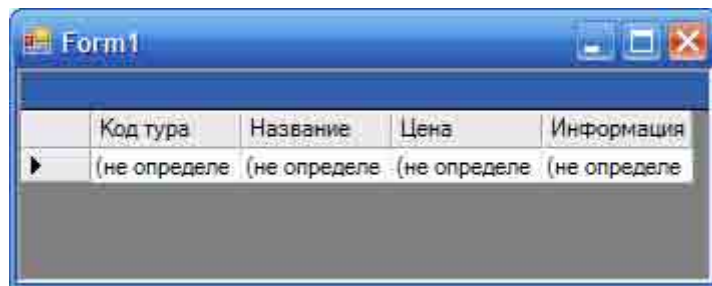 Form1
Код тура Название Цена Информация
(не определе (не определе (не определе (не определе